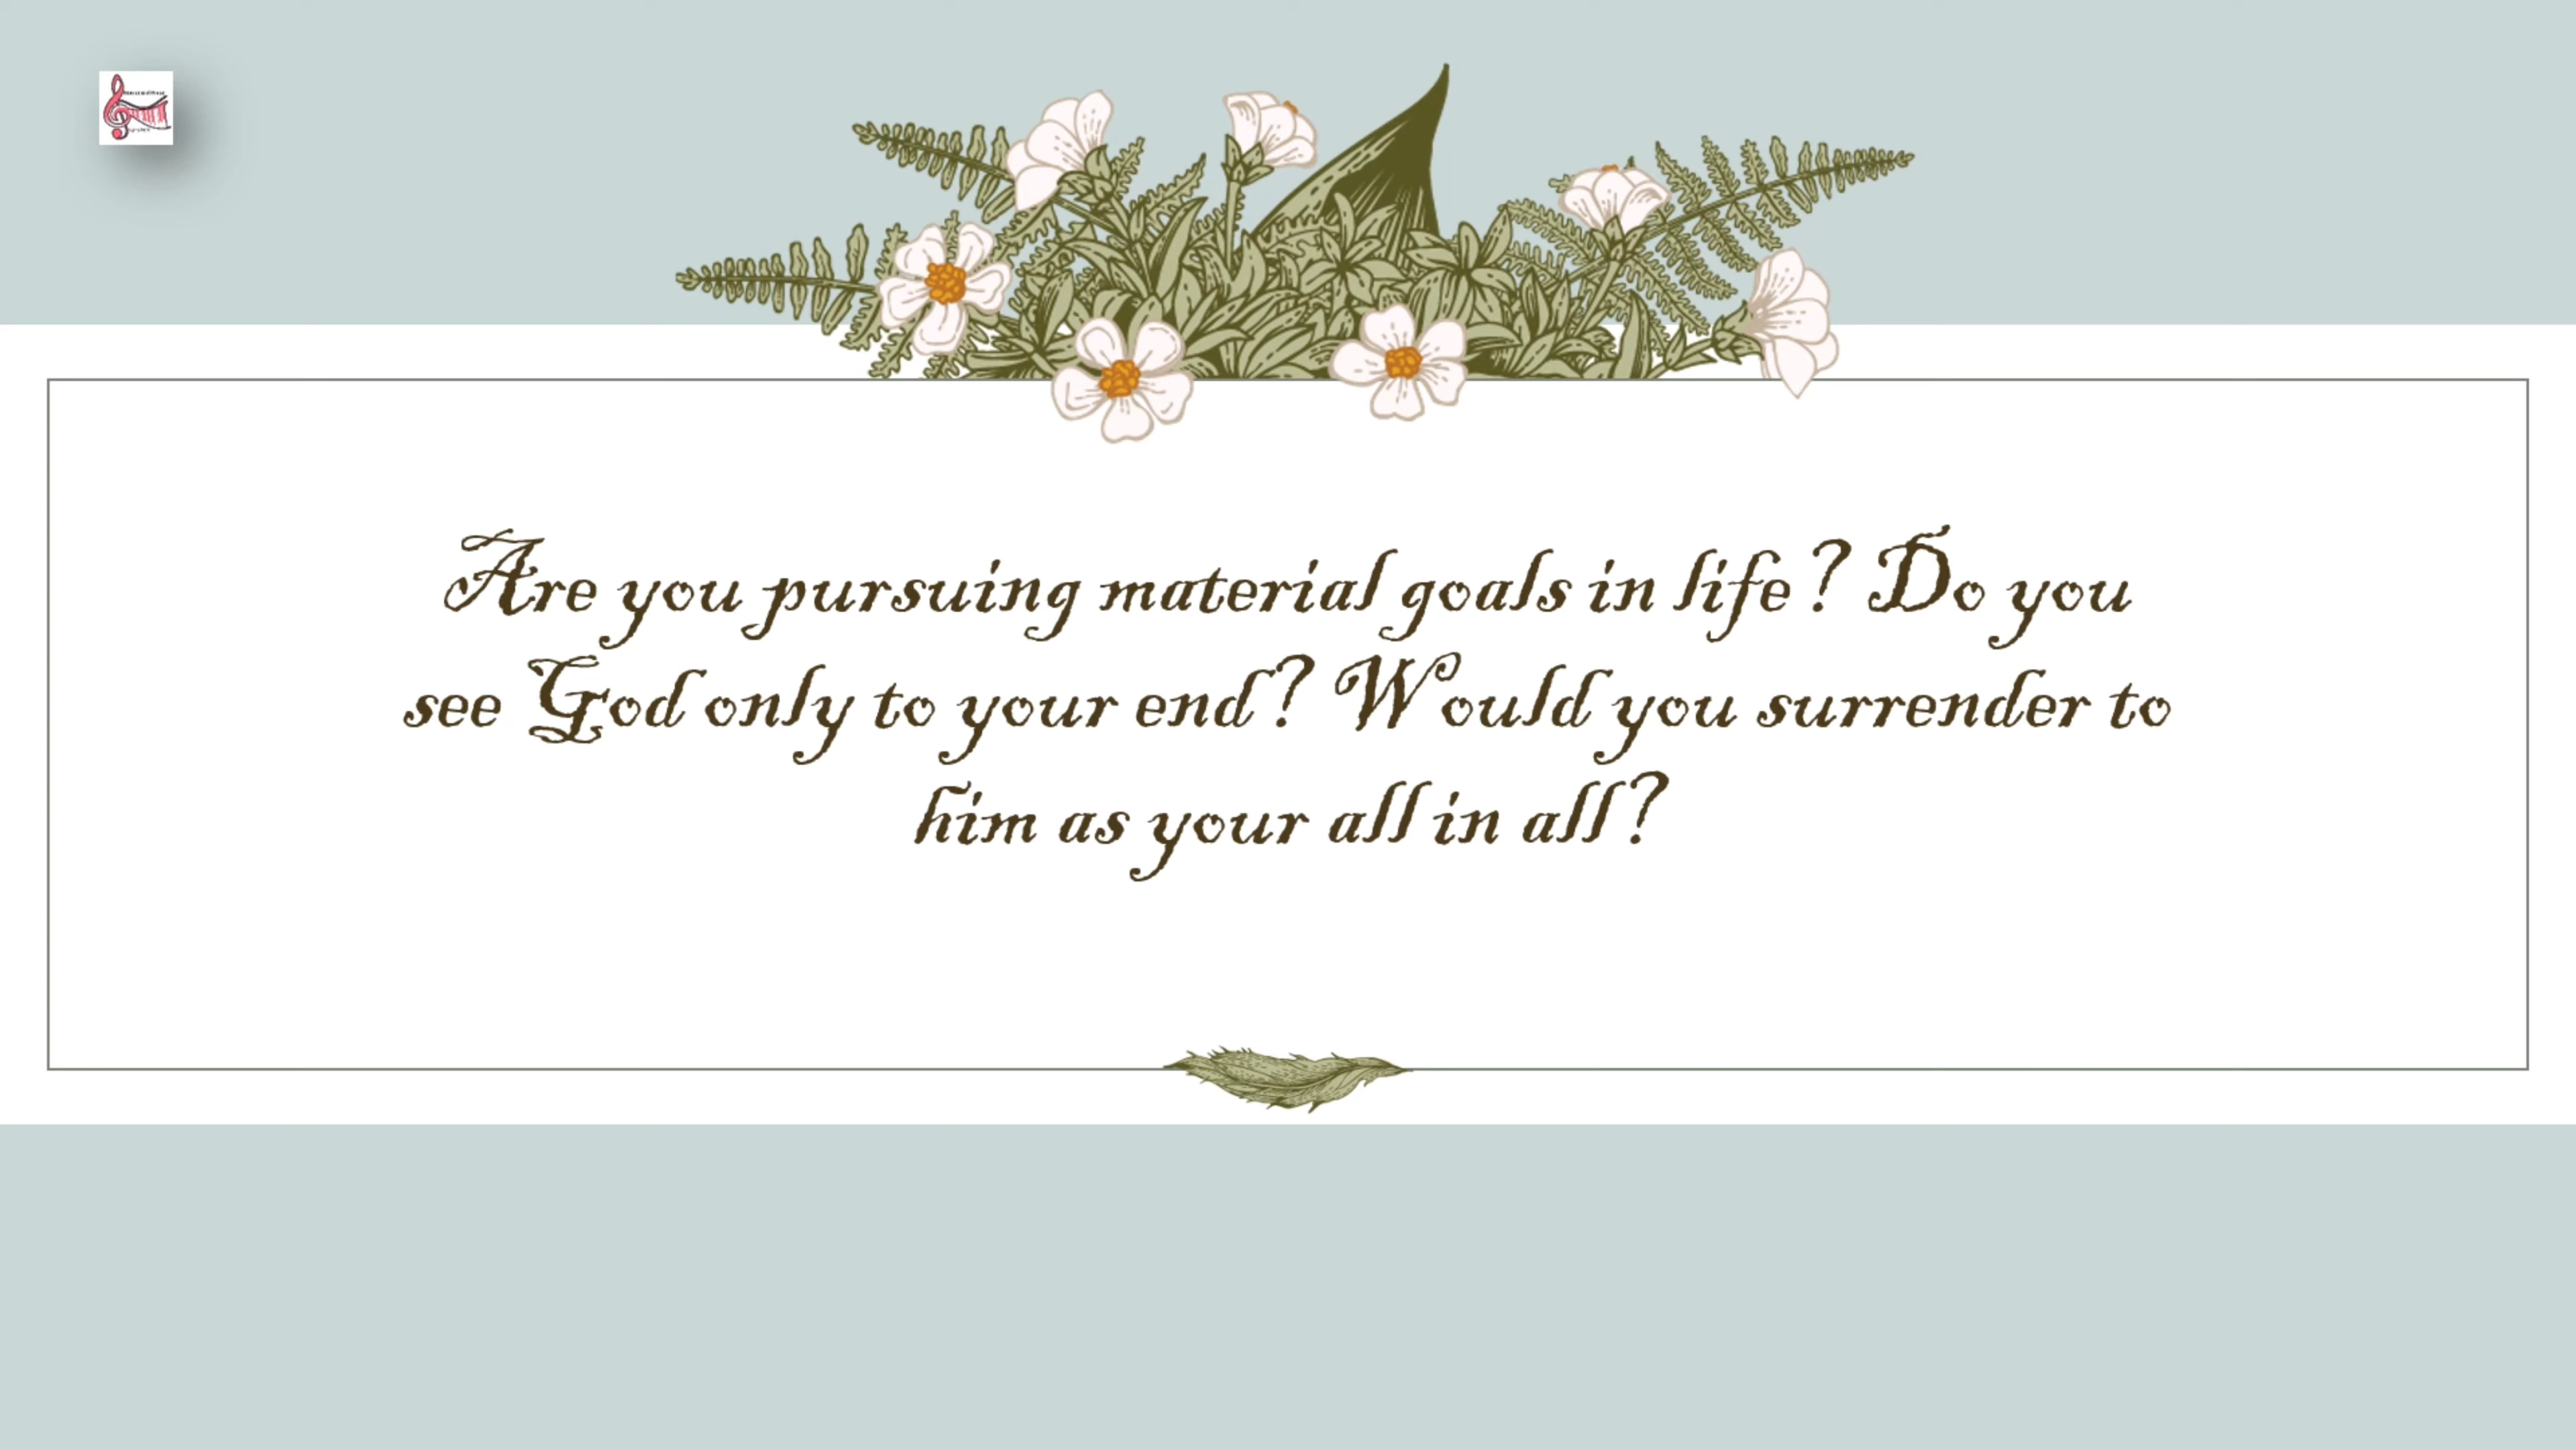 Are you pursuing material goals in life? Do you
see God only to your end? Would you surrender to
him as your all in all?